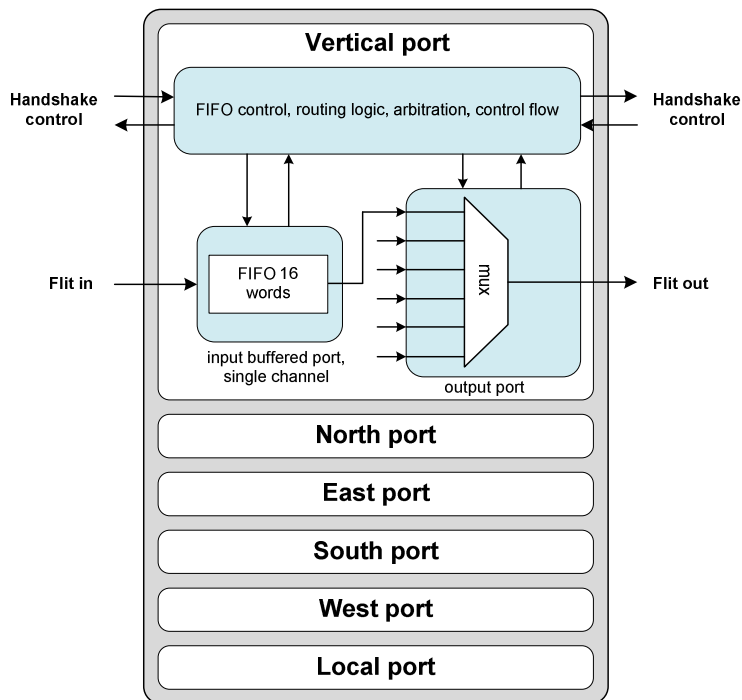 Vertical port
Handshake
control
FIFO control, routing logic, arbitration, control flow
Handshake
control
Flit in
FIFO 16
words
mux
Flit out
input buffered port,
single channel
output port
North port
East port
South port
West port
Local port